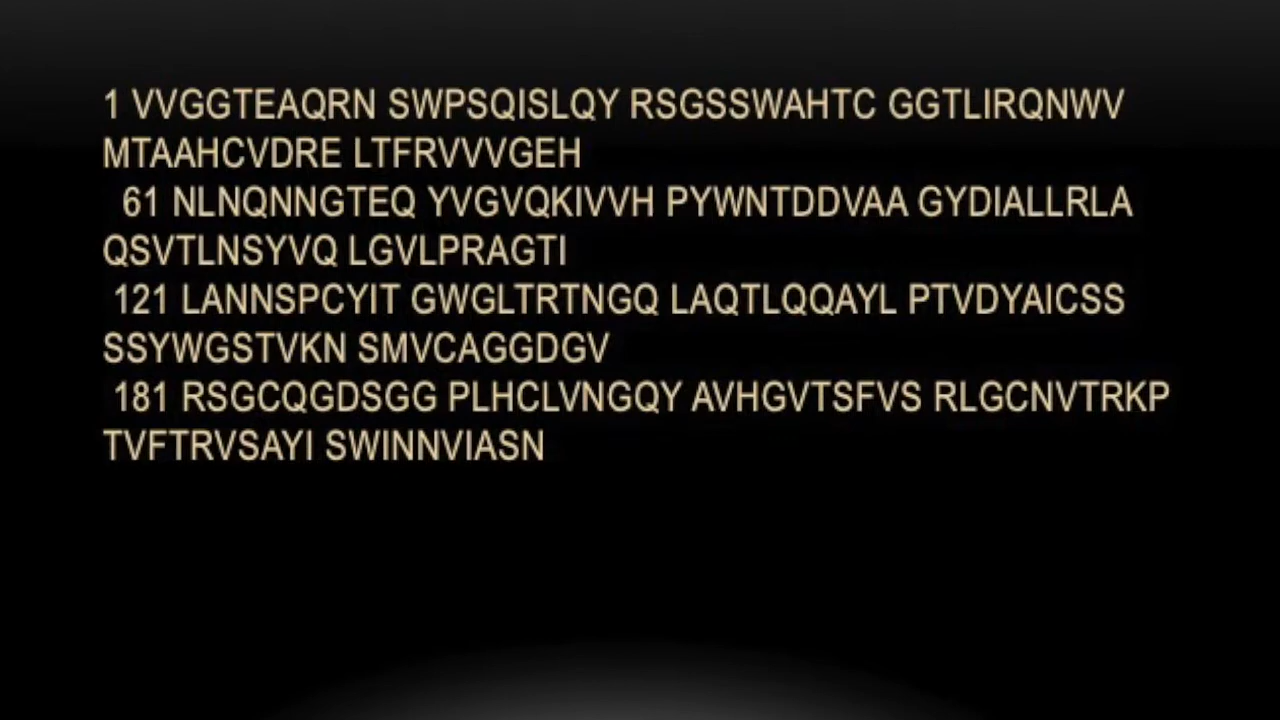 1 VVGGTEAQRN SWPSQISLQY RSGSSWAHTC GGTLIRQNWV
MTAAHCVDRE LTFRVVVGEH
61 NLNQNNGTEQ YVGVQKIVVH PYWNTDDVAA GYDIALLRLA
QSVTLNSYVQ LGVLPRAGTI
121 LANNSPCYIT GWGLTRTNGQ LAQTLQQAYL PTVDYAICSS
SSYWGSTVKN SMVCAGGDGV
181 RSGCQGDSGG PLHCLVNGQY AVHGVTSFVS RLGCNVTRKP
TVFTRVSAYI SWINNVIASN